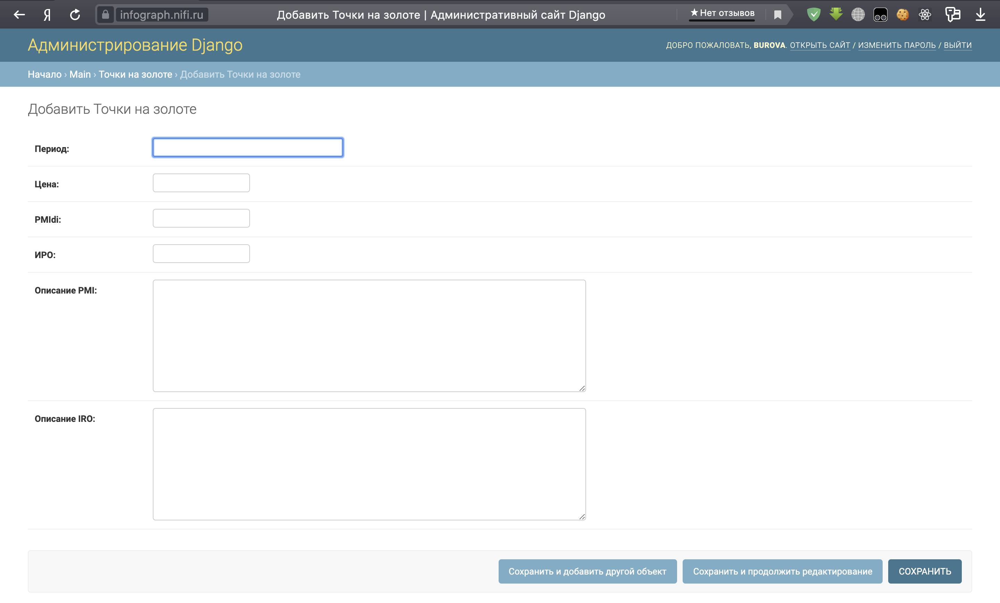 Я infograph.nifi.ru Добавить Точки на золоте | Административный сайт Django ★ Нет отзывов
Администрирование Django
ДОБРО ПОЖАЛОВАТЬ, BUROVA. ОТКРЫТЬ САЙТ / ИЗМЕНИТЬ ПАРОЛЬ / ВЫЙТИ
Начало › Main › Точки на золоте › Добавить Точки на золоте
Добавить Точки на золоте
Период:
Цена:
PMIdi:
ИРО:
Описание PMI:
Описание IRO:
Сохранить и добавить другой объект Сохранить и продолжить редактирование СОХРАНИТЬ